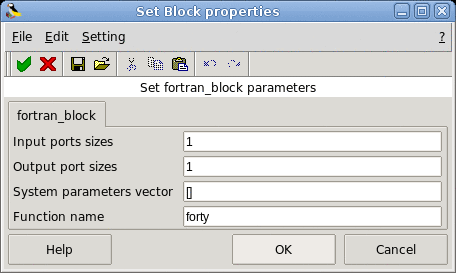 Set Block properties
File Edit Setting ?
Set fortran_block parameters
fortran_block
Input ports sizes 1
Output port sizes 1
System parameters vector []
Function name forty
Help OK Cancel